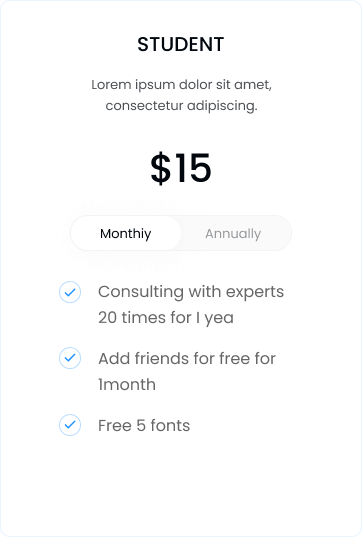 STUDENT
Lorem ipsum dolor sit amet,
consectetur adipiscing.
$15
Monthiy
Annually
Consulting with experts
20 times for I yea
Add friends for free for
1month
Free 5 fonts